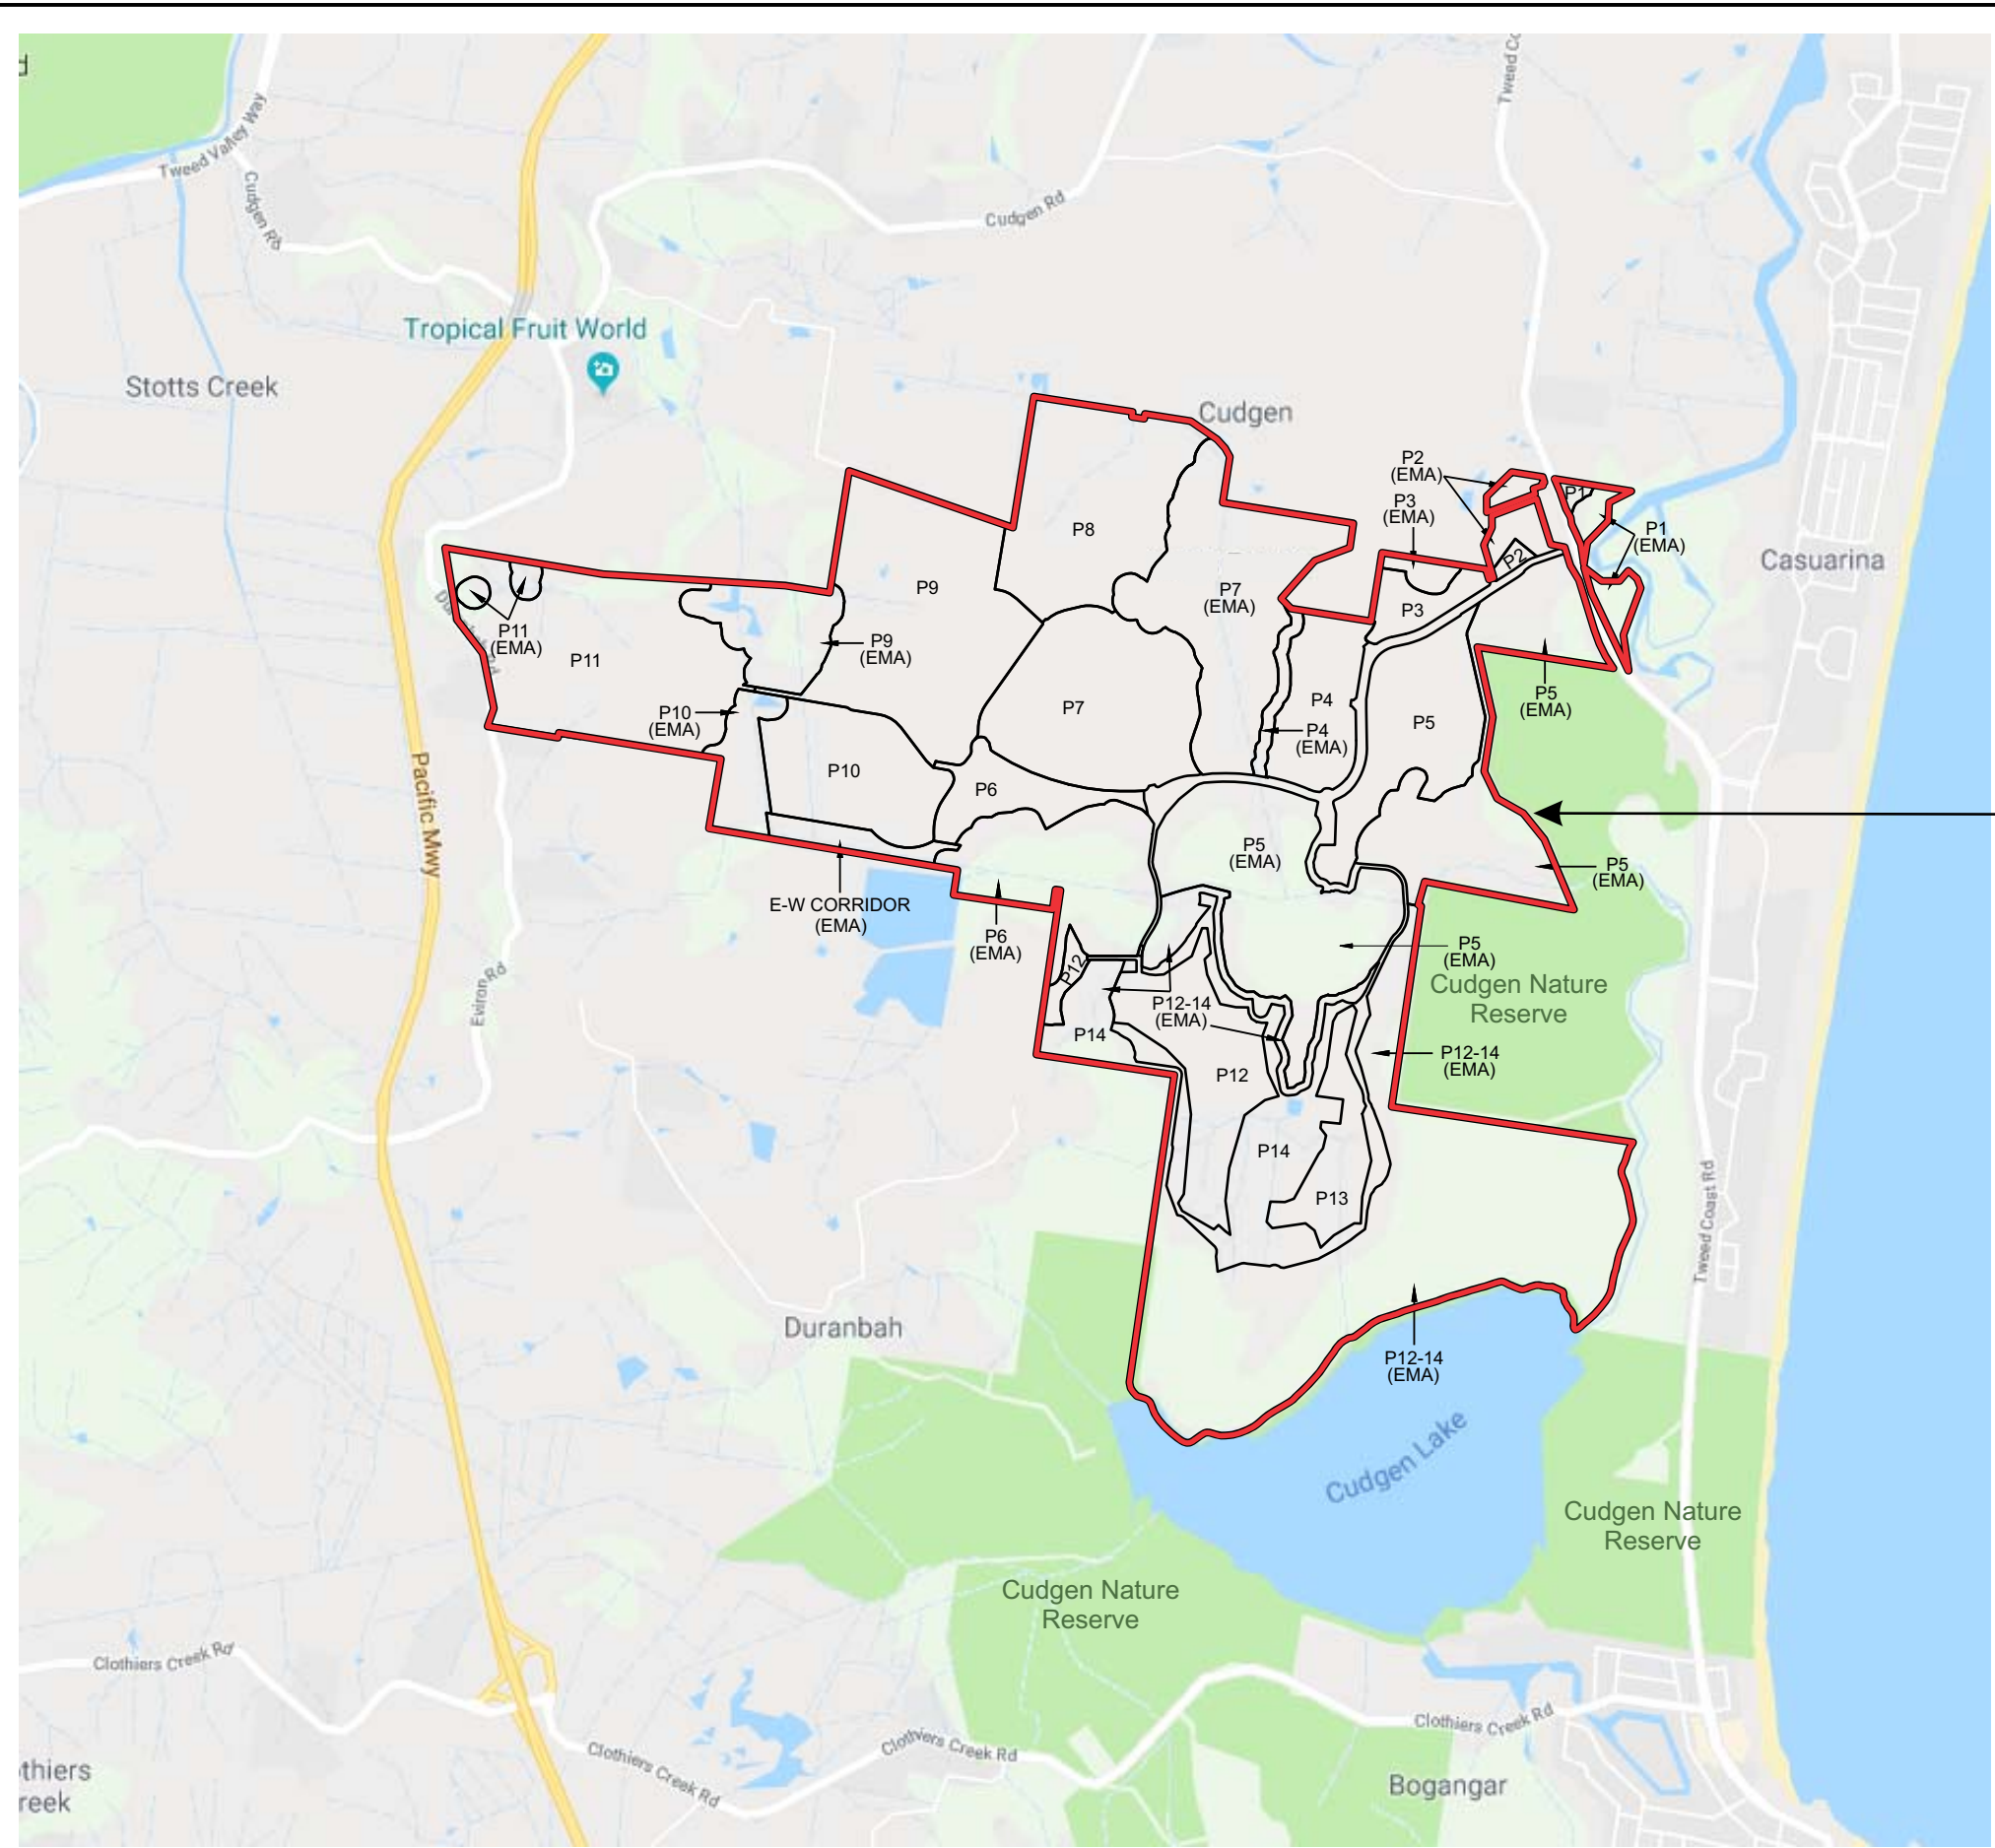 Tweed Valley Way
Cudgen Rd
Cudgen Rd
Tropical Fruit World
Stotts Creek
Cudgen
P2
(EMA)
P3
(EMA)
P1
P1
(EMA)
P2
Casuarina
P8
P9
P7
(EMA)
P3
P11
(EMA)
P11
P9
(EMA)
P10
(EMA)
P7
P4
P4
(EMA)
P5
P5
(EMA)
Pacific Mwy
P10
P6
P5
(EMA)
P5
(EMA)
E-W CORRIDOR
(EMA)
P6
(EMA)
P5
(EMA)
P12
Environ Rd
Cudgen Nature
Reserve
P12-14
(EMA)
P14
P12-14
(EMA)
P12
P14
P13
Tweed Coast Rd
Duranbah
P12-14
(EMA)
Cudgen Lake
Cudgen Nature
Reserve
Cudgen Nature
Reserve
Clothiers Creek Rd
Clothiers Creek Rd
Clothiers Creek Rd
Clothiers Creek Rd
Bogangar